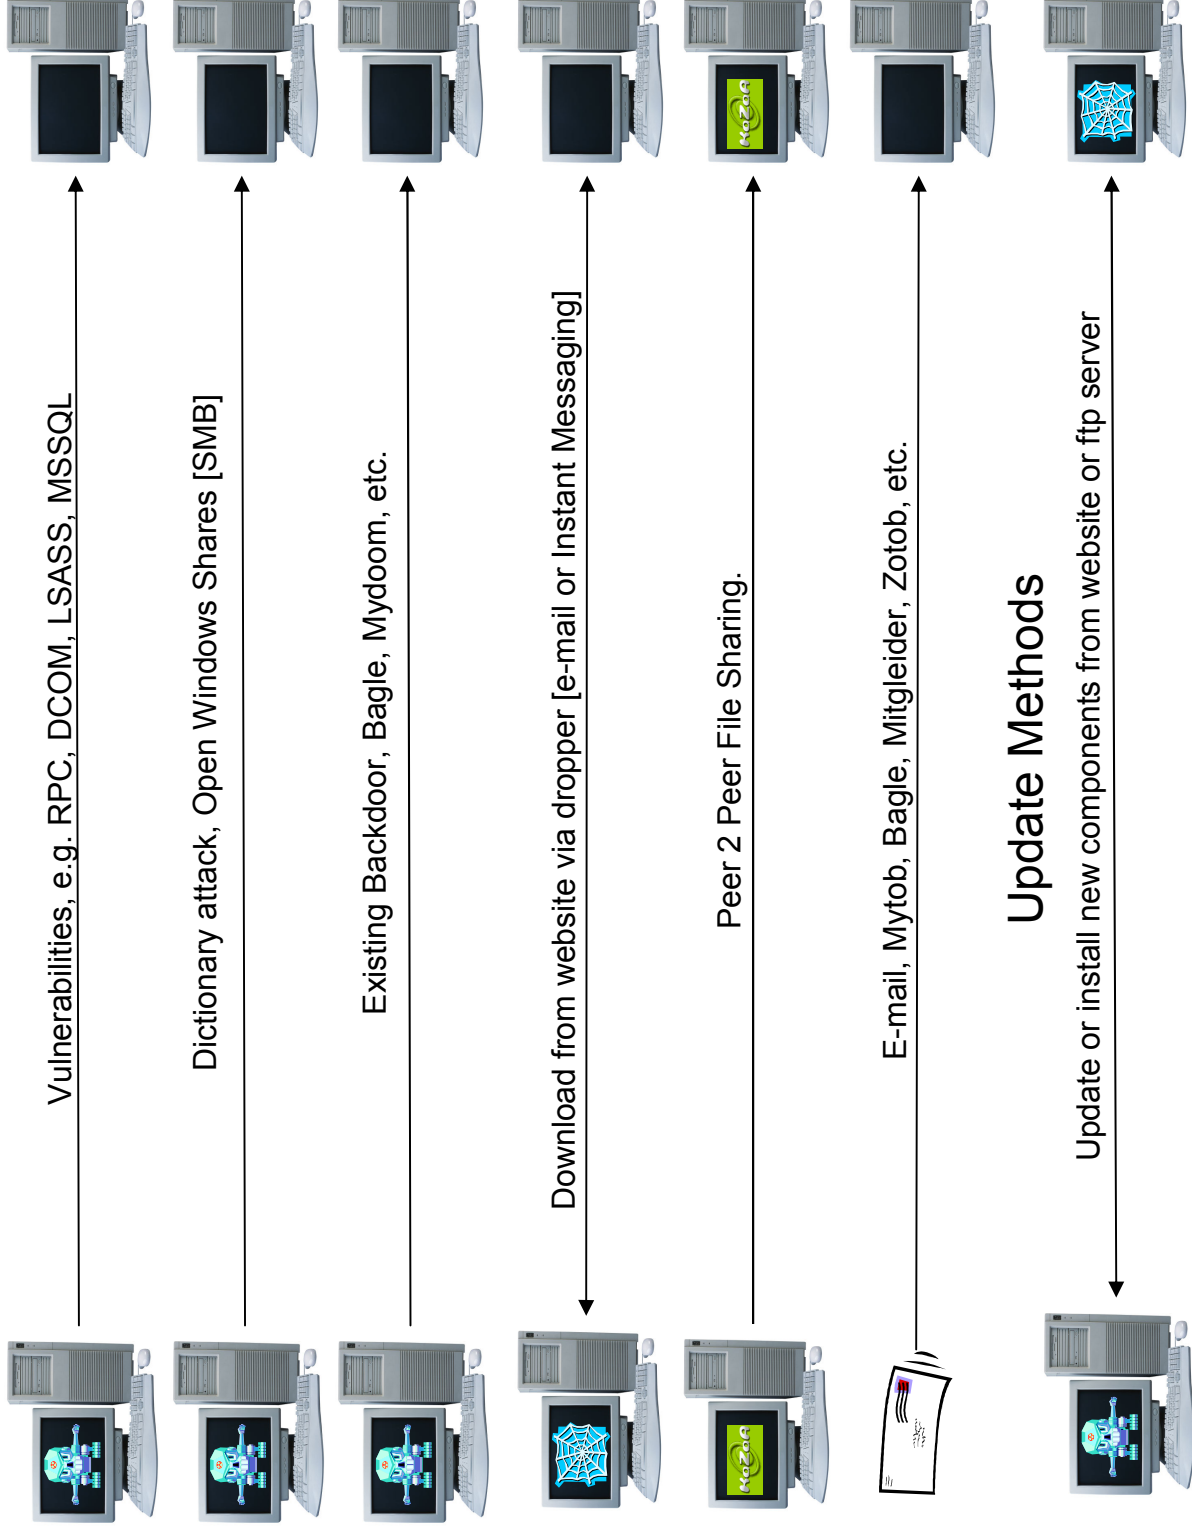 Vulnerabilities, e.g. RPC, DCOM, LSASS, MSSQL
Dictionary attack, Open Windows Shares [SMB]
Existing Backdoor, Bagle, Mydoom, etc.
Download from website via dropper [e-mail or Instant Messaging]
KaZaA
Peer 2 Peer File Sharing.
KaZaA
E-mail, Mytob, Bagle, Mitgleider, Zotob, etc.
Update Methods
Update or install new components from website or ftp server